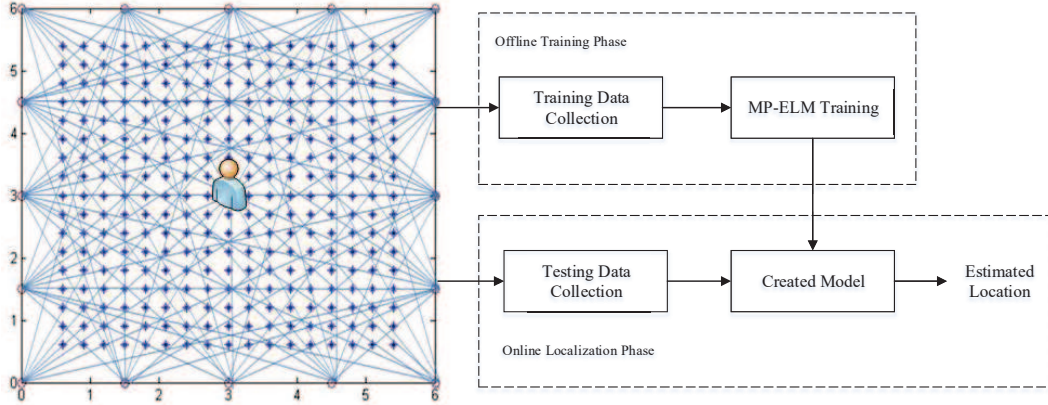 6
5
4
3
2
1
0
0
1
2
3
4
5
6
Offline Training Phase
Training Data
Collection
MP-ELM Training
Testing Data
Collection
Created Model
Estimated
Location
Online Localization Phase